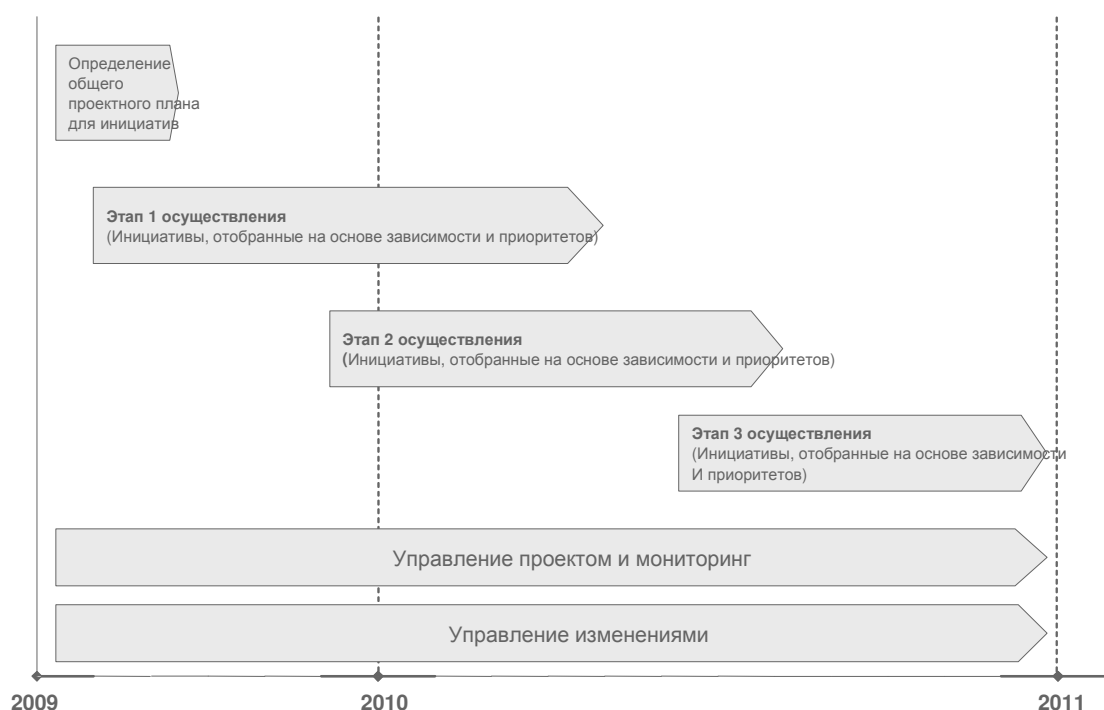 Определение
общего
проектного плана
для инициатив
Этап 1 осуществления
(Инициативы, отобранные на основе зависимости и приоритетов)
Этап 2 осуществления
(Инициативы, отобранные на основе зависимости и приоритетов)
Этап 3 осуществления
(Инициативы, отобранные на основе зависимости
И приоритетов)
Управление проектом и мониторинг
Управление изменениями
2009 2010 2011